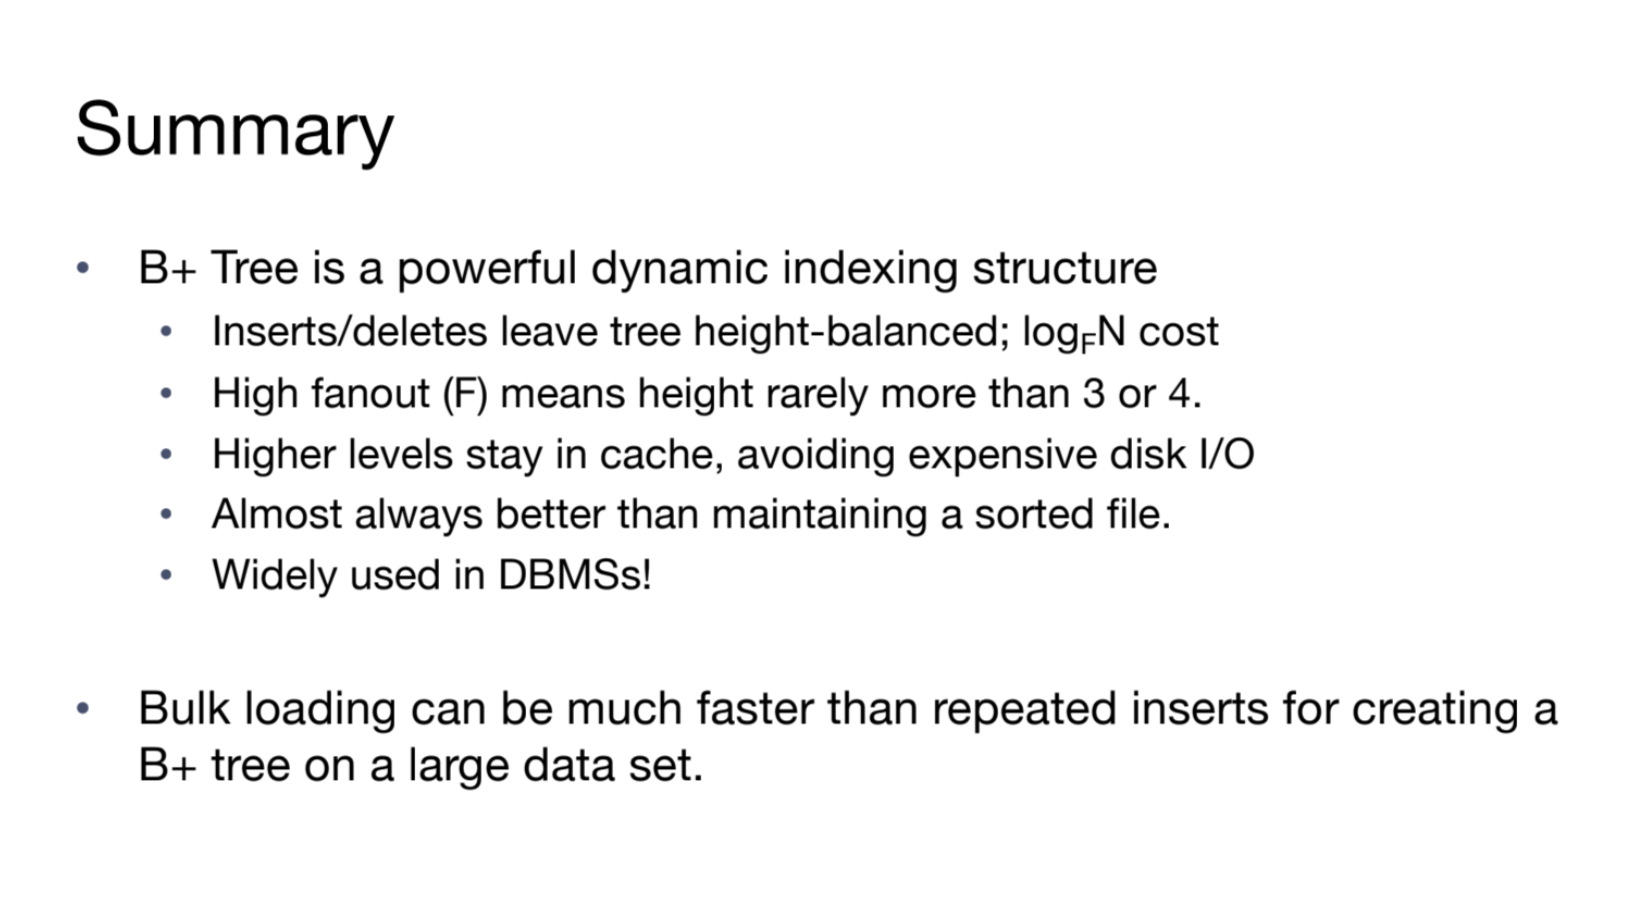 Summary
• B+ Tree is a powerful dynamic indexing structure
• Inserts/deletes leave tree height-balanced; log_F N cost
• High fanout (F) means height rarely more than 3 or 4.
• Higher levels stay in cache, avoiding expensive disk I/O
• Almost always better than maintaining a sorted file.
• Widely used in DBMSs!
• Bulk loading can be much faster than repeated inserts for creating a
B+ tree on a large data set.